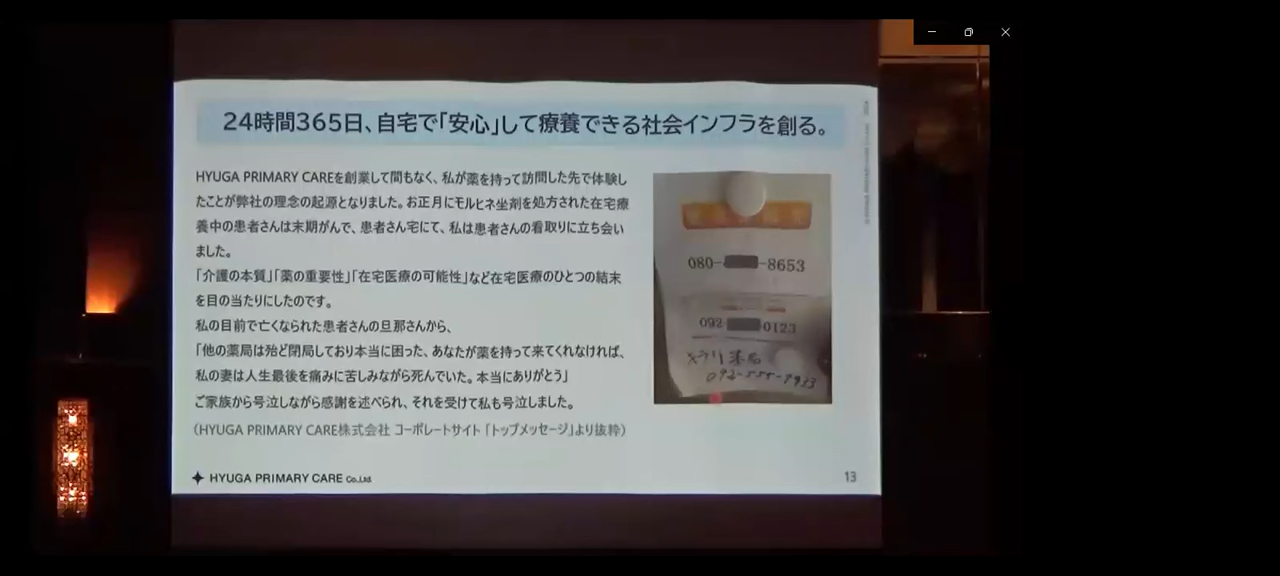 24時間365日、自宅で「安心」して療養できる社会インフラを創る。
HYUGA PRIMARY CAREを創業して間もなく、私が薬を持って訪問した先で体験し
たことが弊社の理念の起源となりました。お正月にモルヒネ坐剤を処方された在宅療
養中の患者さんは末期がんで、患者さん宅にて、私は患者さんの看取りに立ち会い
ました。
「介護の本質」「薬の重要性」「在宅医療の可能性」など在宅医療のひとつの結末
を目の当たりにしたのです。
私の目前で亡くなられた患者さんの旦那さんから、
「他の薬局は殆ど閉局しており本当に困った、あなたが薬を持って来てくれなければ、
私の妻は人生最後を痛みに苦しみながら死んでいた。本当にありがとう」
ご家族から号泣しながら感謝を述べられ、それを受けて私も号泣しました。
（HYUGA PRIMARY CARE株式会社 コーポレートサイト「トップメッセージ」より抜粋）
080- -8653
092- 0123
きらり薬局
092-555-9933
HYUGA PRIMARY CARE Co.,Ltd.
13